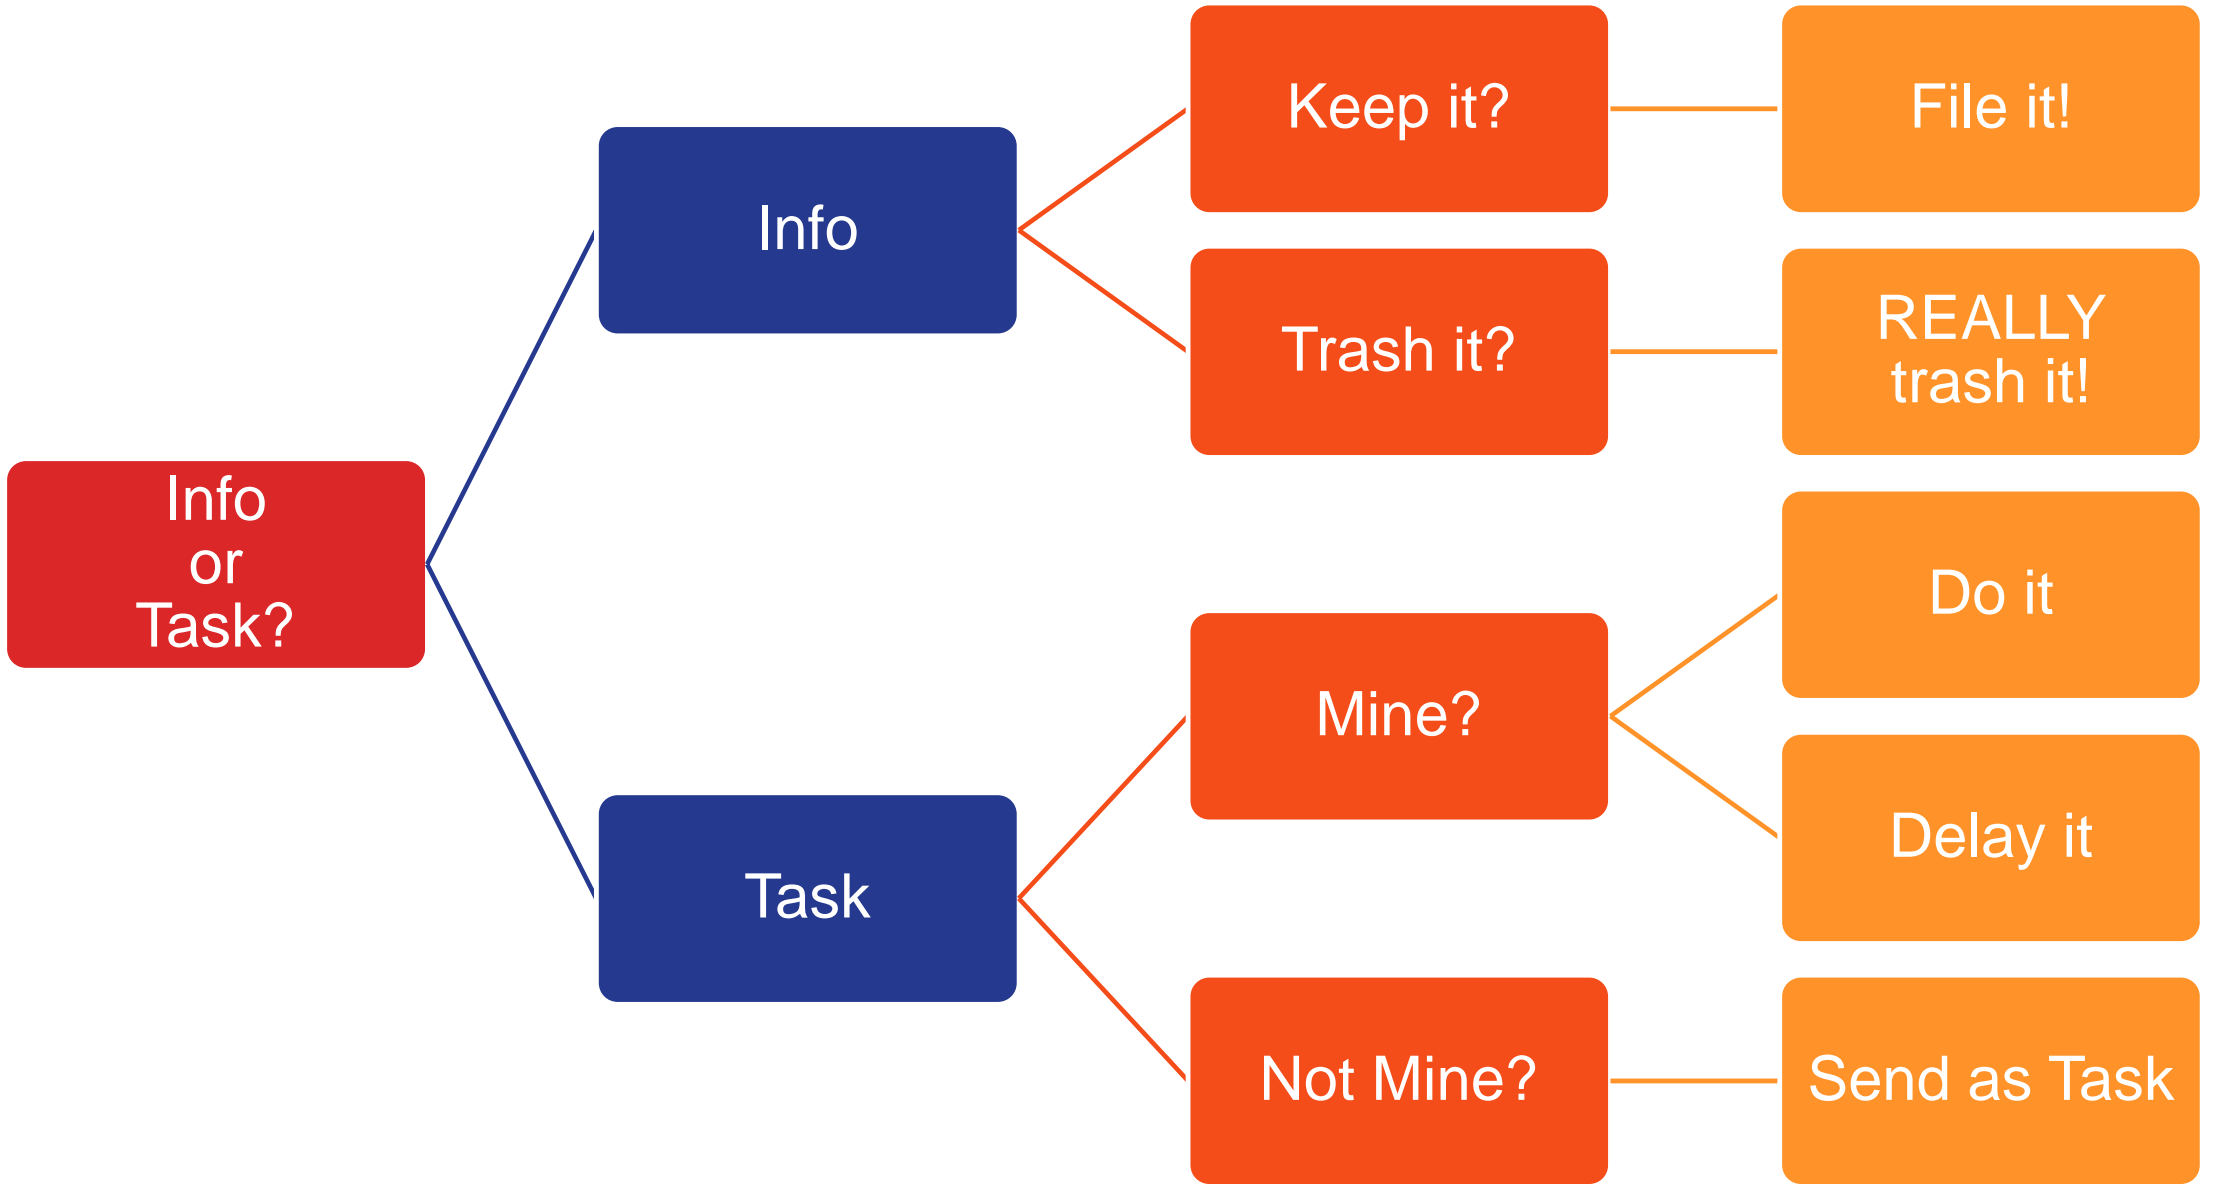 Info
or
Task?
Info
Keep it?
File it!
Trash it?
REALLY
trash it!
Task
Mine?
Do it
Delay it
Not Mine?
Send as Task